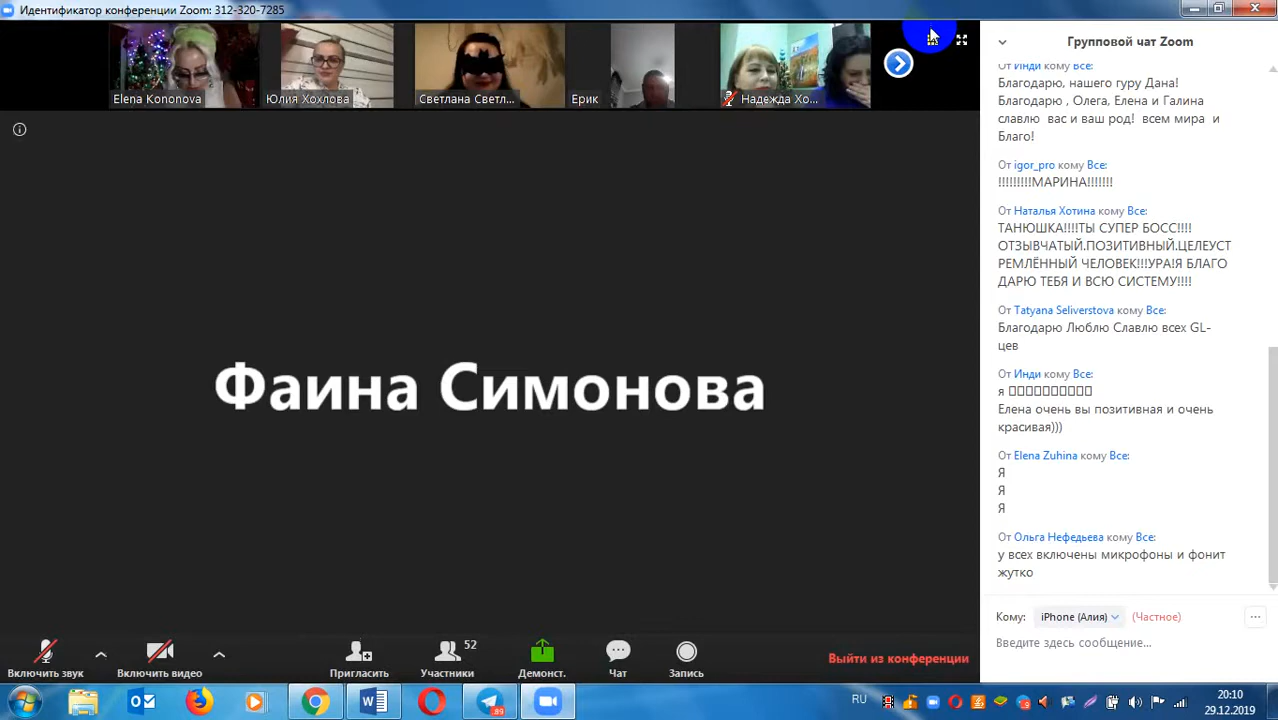 Идентификатор конференции Zoom: 312-320-7285
Elena Kononova
Юлия Хохлова
Светлана Светл...
Ерик
Надежда Хо...
Фаина Симонова
Групповой чат Zoom
От Инди кому Все:
Благодарю, нашего гуру Дана!
Благодарю , Олега, Елена и Галина
славлю вас и ваш род! всем мира и
Благо!
От igor_pro кому Все:
!!!!!!!!!МАРИНА!!!!!!!
От Наталья Хотина кому Все:
ТАНЮШКА!!!!ТЫ СУПЕР БОСС!!!!
ОТЗЫВЧАТЫЙ.ПОЗИТИВНЫЙ.ЦЕЛЕУСТ
РЕМЛЁННЫЙ ЧЕЛОВЕК!!!УРА!Я БЛАГО
ДАРЮ ТЕБЯ И ВСЮ СИСТЕМУ!!!!
От Tatyana Seliverstova кому Все:
Благодарю Люблю Славлю всех GL-
цев
От Инди кому Все:
я
Елена очень вы позитивная и очень
красивая)))
От Elena Zuhina кому Все:
Я
Я
Я
От Ольга Нефедьева кому Все:
у всех включены микрофоны и фонит
жутко
Кому: iPhone (Алия) (Частное)
Введите здесь сообщение...
Включить звук
Включить видео
Пригласить
52
Участники
Демонст.
Чат
Запись
Выйти из конференции
89
RU
20:10
29.12.2019